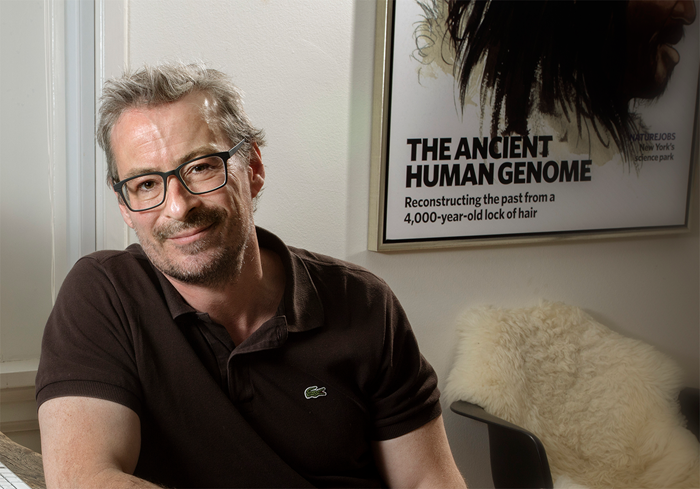 THE ANCIENT
HUMAN GENOME
Reconstructing the past from a
4,000-year-old lock of hair
NATUREJOBS
New York's
science park